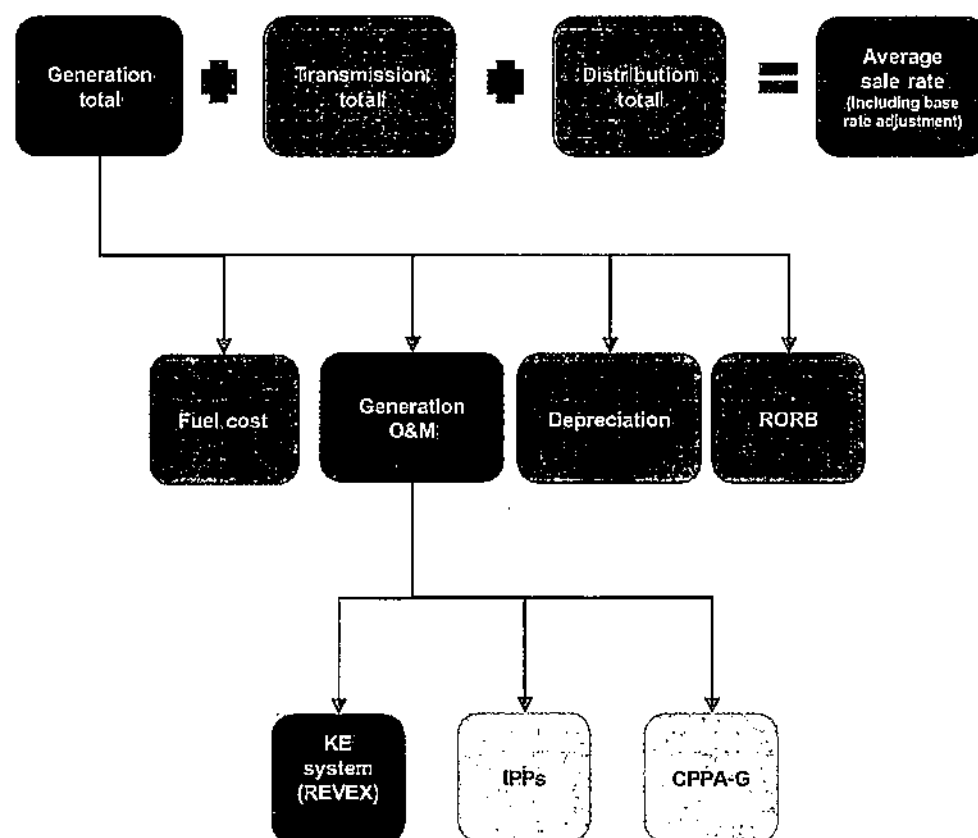 Generation
total
Transmission
total
Distribution
total
Average
sale rate
(Including base
rate adjustment)
Fuel cost
Generation
O&M
Depreciation
RORB
KE
system
(REVEX)
IPPs
CPPA-G